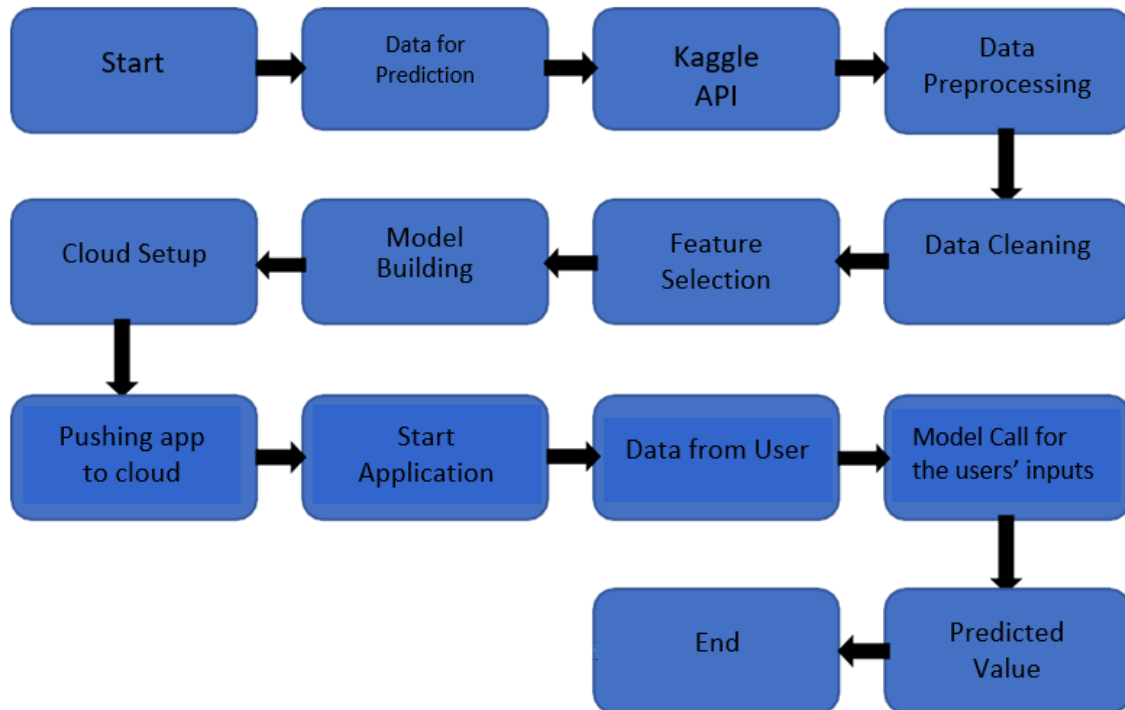 Start
Data for
Prediction
Kaggle
API
Data
Preprocessing
Data Cleaning
Feature
Selection
Model
Building
Cloud Setup
Pushing app
to cloud
Start
Application
Data from User
Model Call for
the users’ inputs
Predicted
Value
End